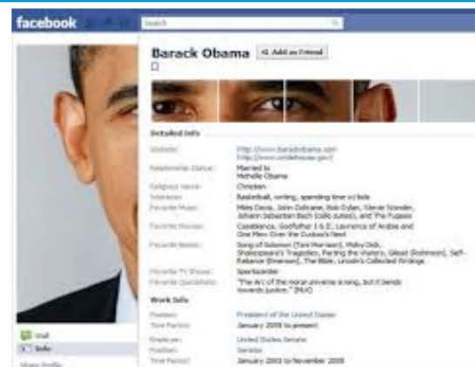 facebook
Search
Barack Obama
Add as Friend
Detailed Info
Website: http://www.barackobama.com
http://www.whitehouse.gov/
Relationship Status: Married to
Michelle Obama
Religious Views: Christian
Interests: Basketball, writing, spending time w/ kids
Favorite Music: Miles Davis, John Coltrane, Bob Dylan, Stevie Wonder,
Johann Sebastian Bach (cello suites), and The Fugees
Favorite Movies: Casablanca, Godfather I & II, Lawrence of Arabia and
One Flew Over the Cuckoo's Nest
Favorite Books: Song of Solomon (Toni Morrison), Moby Dick,
Shakespeare's Tragedies, Parting the Waters, Gilead (Robinson), Self-
Reliance (Emerson), The Bible, Lincoln's Collected Writings
Favorite TV Shows: Sportscenter
Favorite Quotations: "The Arc of the moral universe is long, but it bends
towards justice." (MLK)
Work Info
Position: President of the United States
Time Period: January 2009 to present
Employer: United States Senate
Position: Senator
Time Period: January 2005 to November 2008
Wall
Info